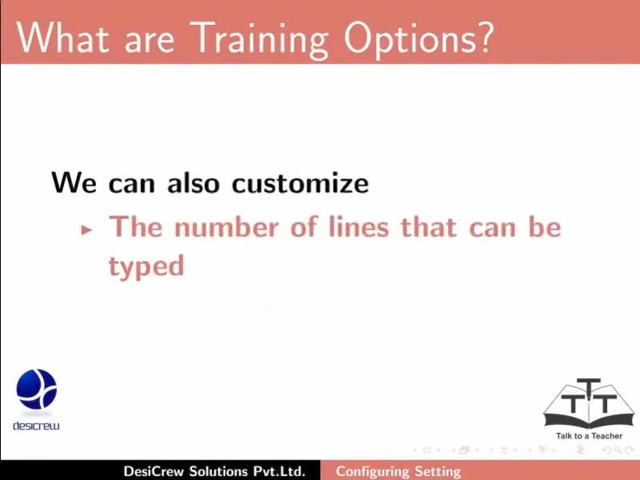 What are Training Options?
We can also customize
The number of lines that can be
typed
desicrew
TTT
Talk to a Teacher
DesiCrew Solutions Pvt.Ltd.
Configuring Setting